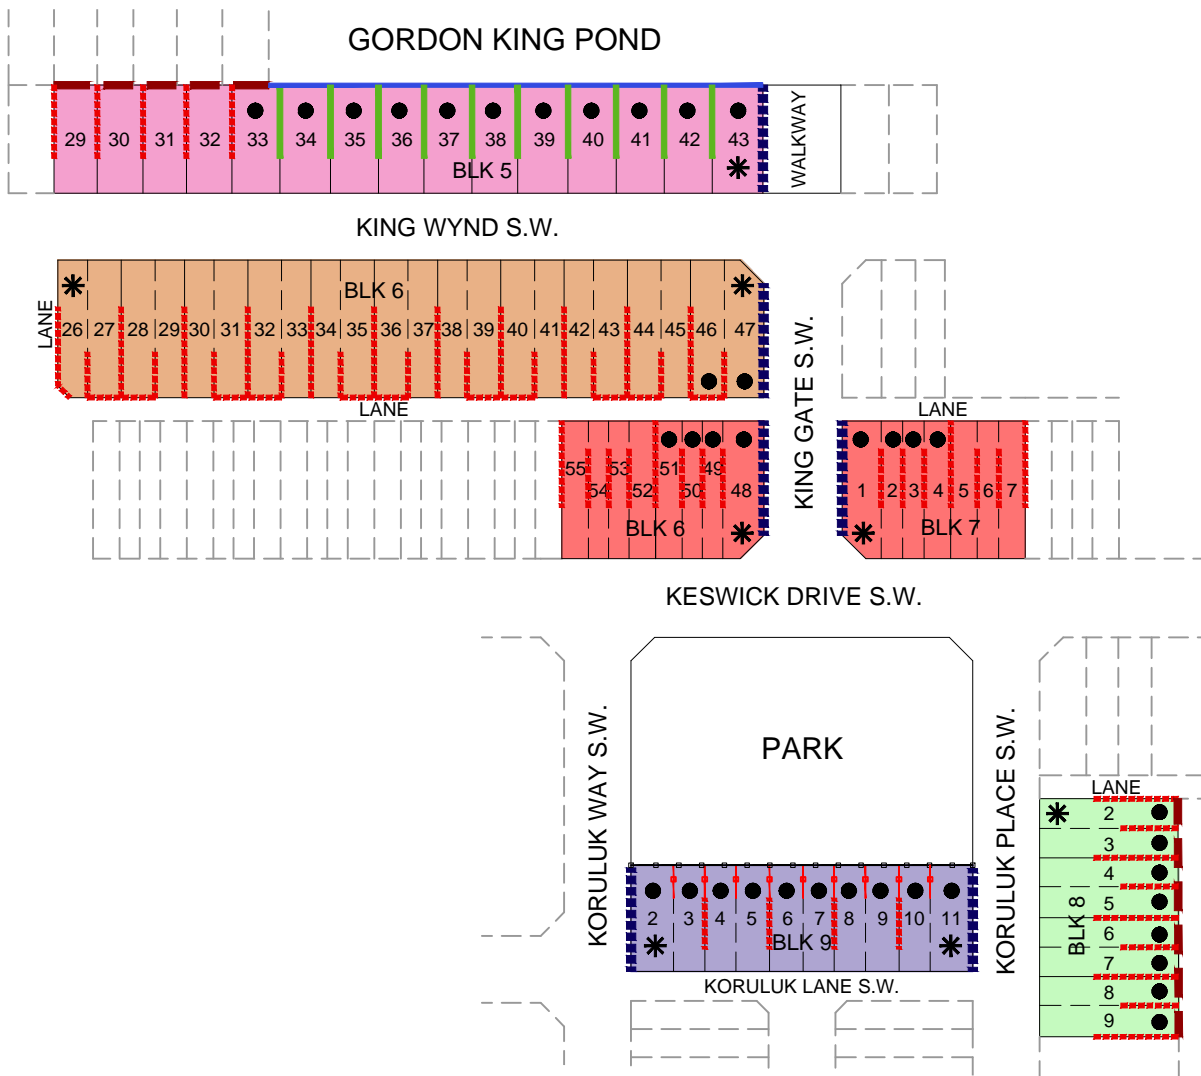 GORDON KING POND
29 30 31 32 33 34 35 36 37 38 39 40 41 42 43
BLK 5
WALKWAY
KING WYND S.W.
BLK 6
LANE
26 27 28 29 30 31 32 33 34 35 36 37 38 39 40 41 42 43 44 45 46 47
LANE
KING GATE S.W.
LANE
55 54 53 52 51 50 49 48
BLK 6
1 2 3 4 5 6 7
BLK 7
KESWICK DRIVE S.W.
KORULUK WAY S.W.
PARK
KORULUK PLACE S.W.
LANE
2
3
4
5
6
7
8
9
BLK 8
2 3 4 5 6 7 8 9 10 11
BLK 9
KORULUK LANE S.W.